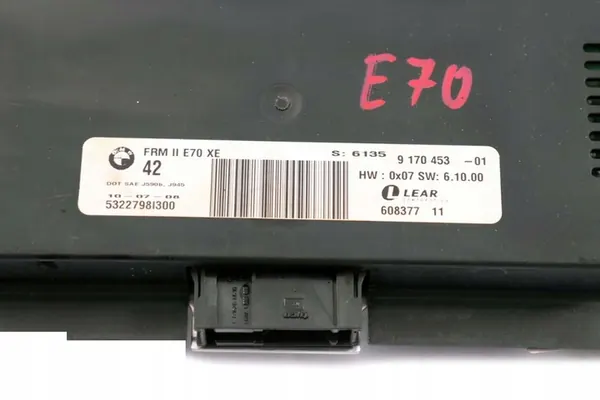 E70
FRM II E70 XE S: 6135 9 170 453 -01
42 HW : 0x07 SW: 6.10.00
DOT SAE J590b, J945 LEAR
10-07-08
5322798I300 608377 11